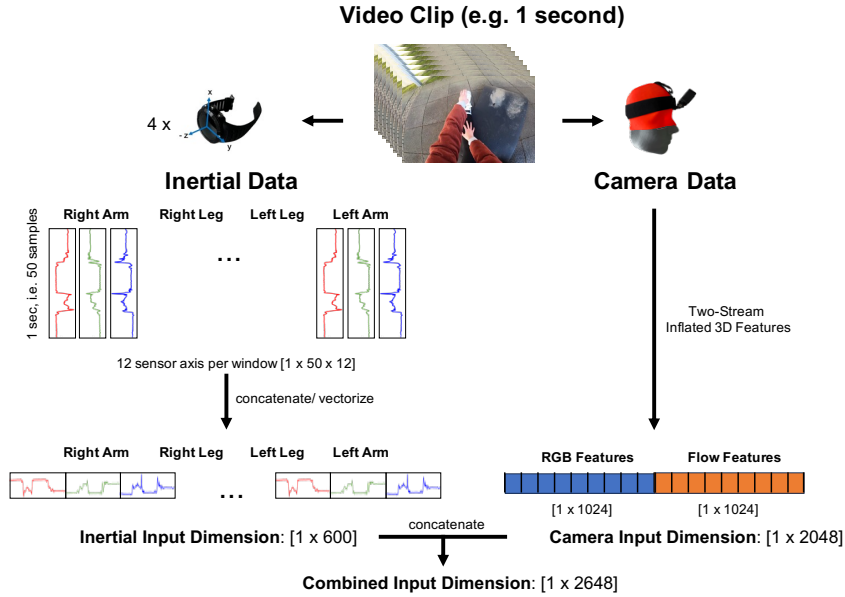 Video Clip (e.g. 1 second)
4 x
x
- z
y
Inertial Data
Camera Data
Right Arm Right Leg Left Leg Left Arm
1 sec, i.e. 50 samples
...
Two-Stream
Inflated 3D Features
12 sensor axis per window [1 x 50 x 12]
concatenate/ vectorize
Right Arm Right Leg Left Leg Left Arm
RGB Features Flow Features
...
[1 x 1024] [1 x 1024]
concatenate
Inertial Input Dimension: [1 x 600]
Camera Input Dimension: [1 x 2048]
Combined Input Dimension: [1 x 2648]